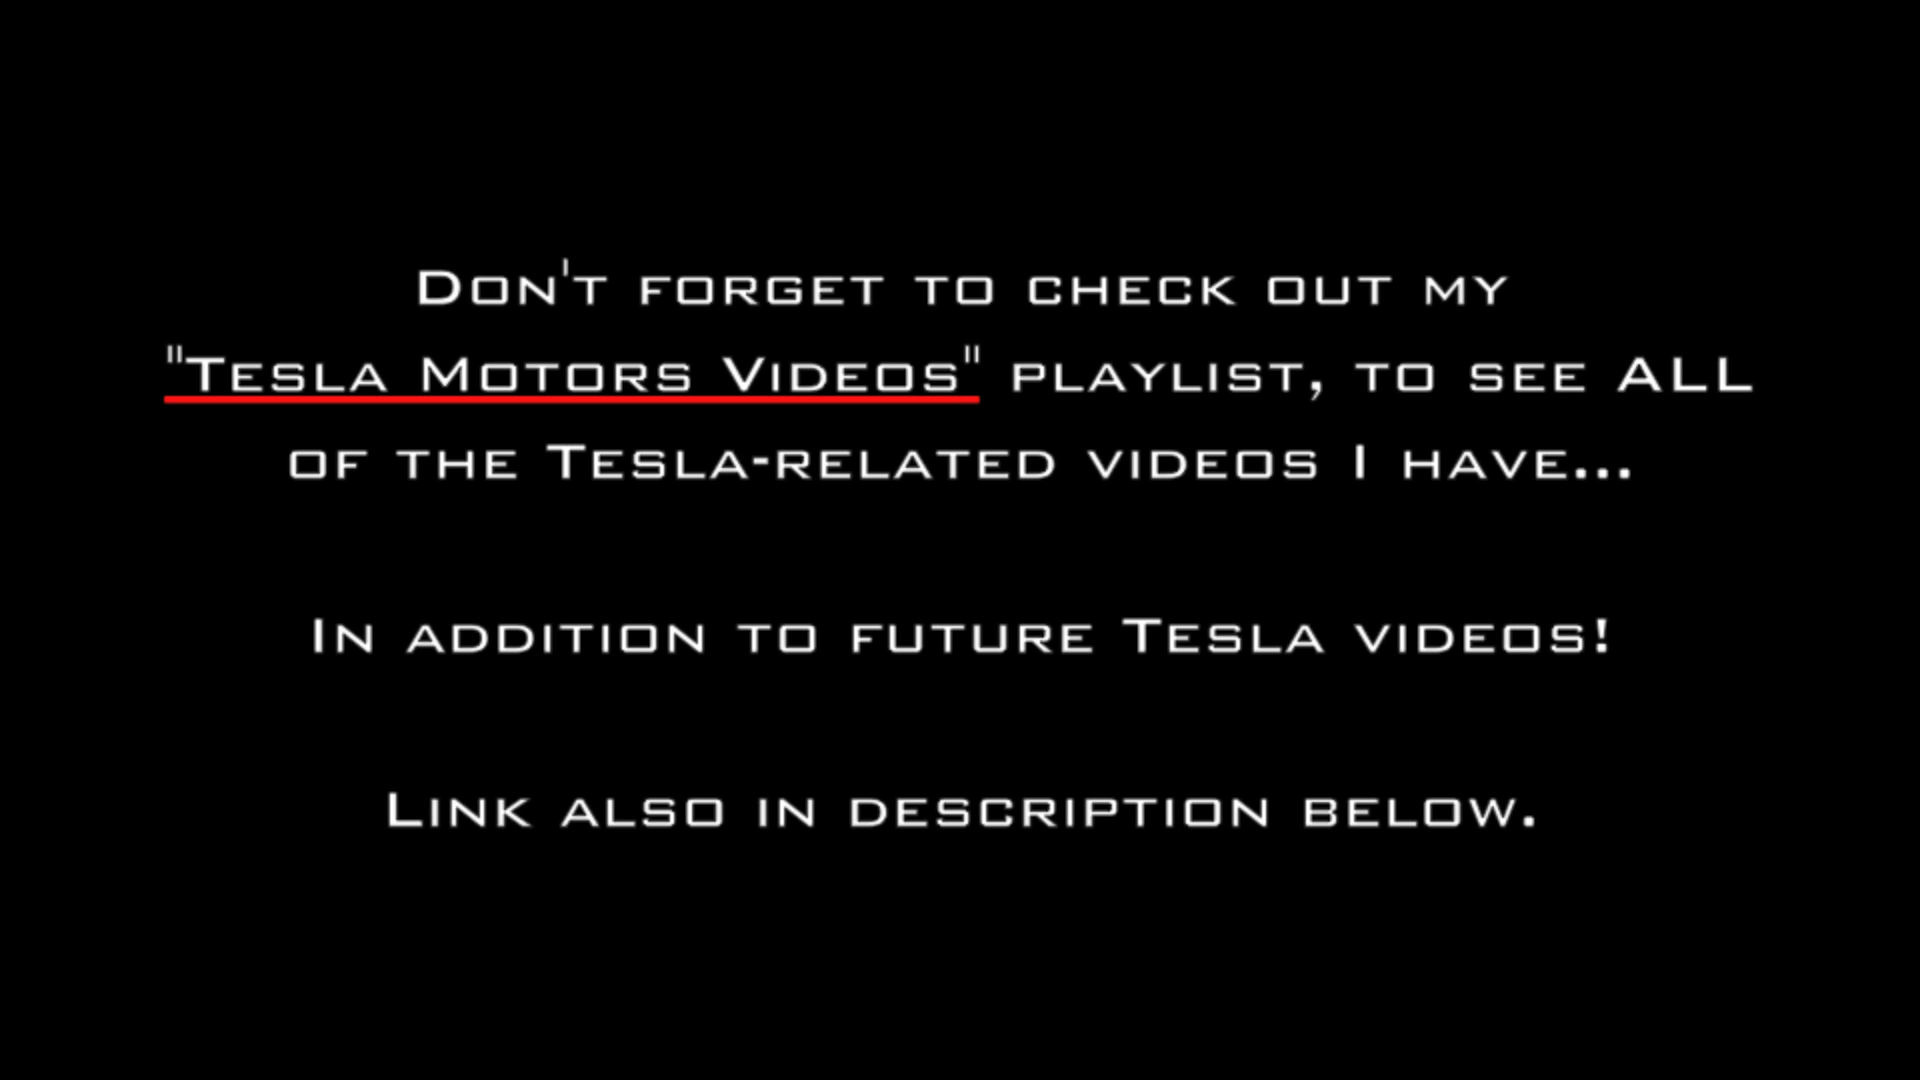 Don't forget to check out my
"Tesla Motors Videos" playlist, to see ALL
of the Tesla-related videos I have...
In addition to future Tesla videos!
Link also in description below.